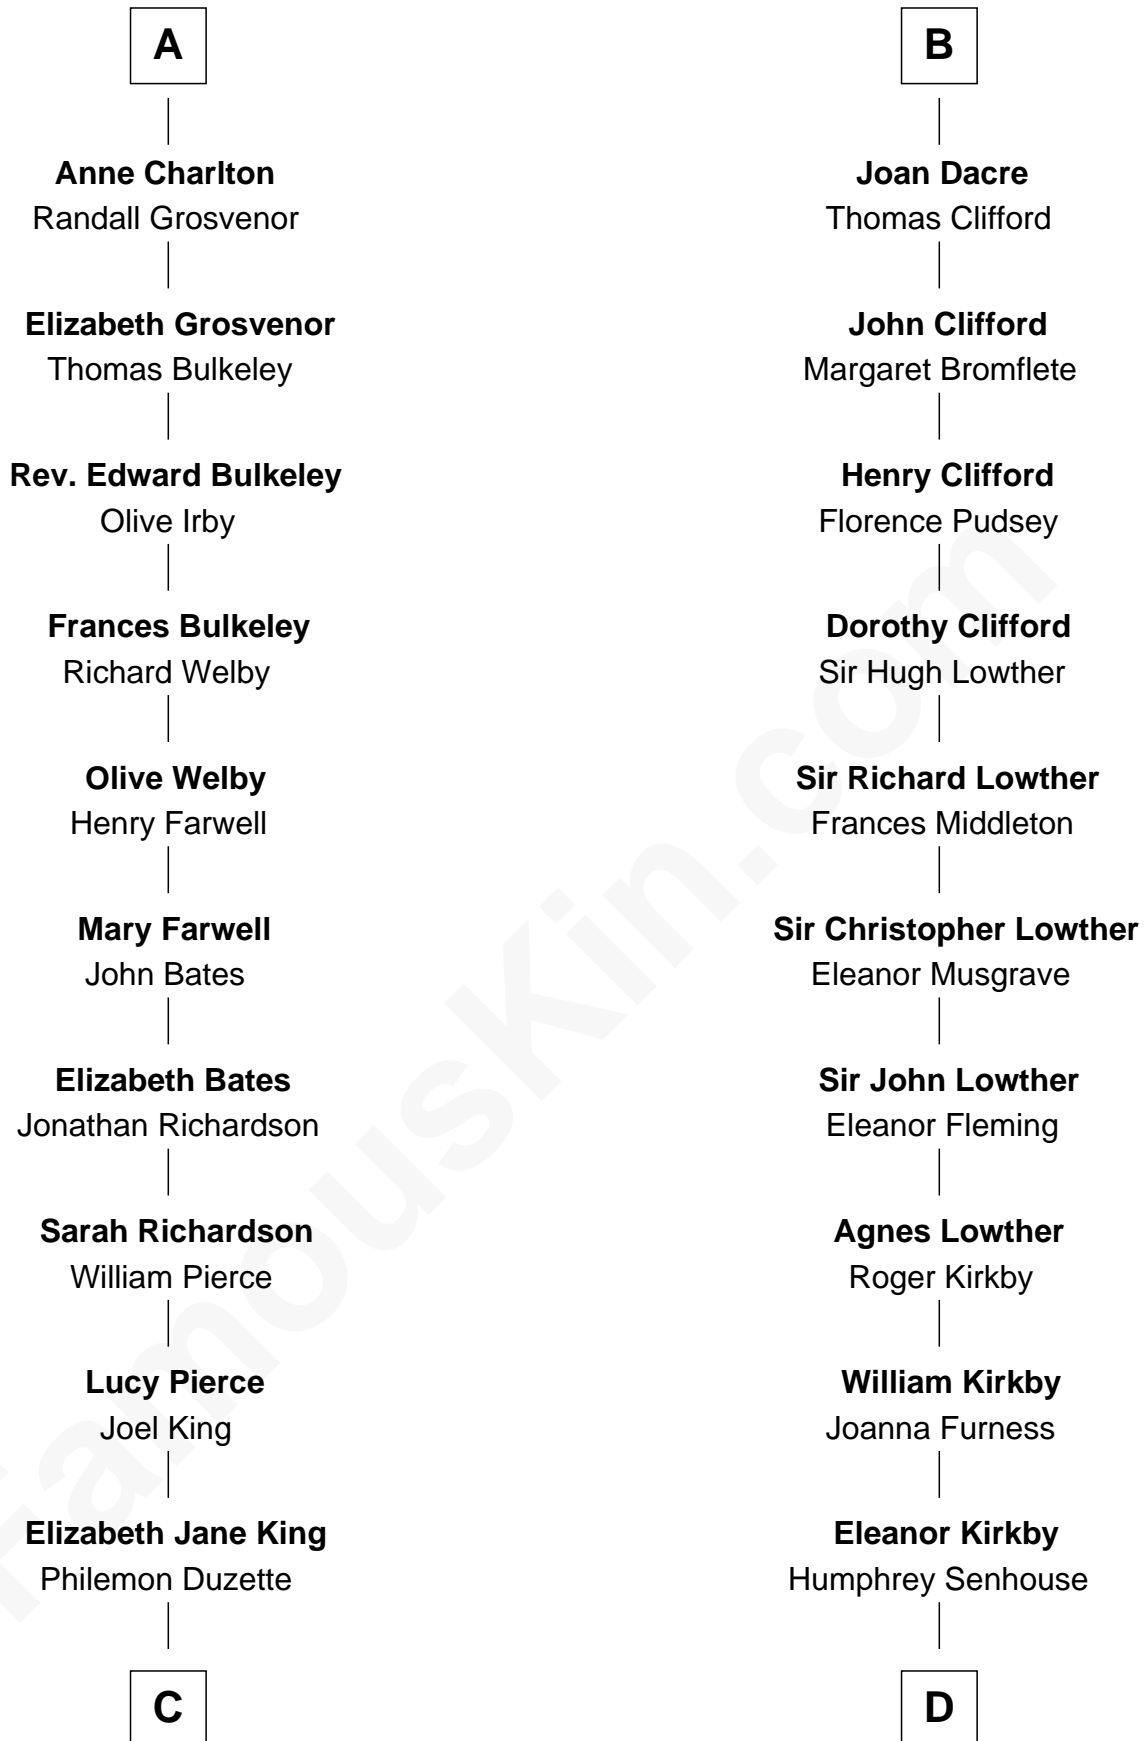 A
Anne Charlton
Randall Grosvenor
Elizabeth Grosvenor
Thomas Bulkeley
Rev. Edward Bulkeley
Olive Irby
Frances Bulkeley
Richard Welby
Olive Welby
Henry Farwell
Mary Farwell
John Bates
Elizabeth Bates
Jonathan Richardson
Sarah Richardson
William Pierce
Lucy Pierce
Joel King
Elizabeth Jane King
Philemon Duzette
C
B
Joan Dacre
Thomas Clifford
John Clifford
Margaret Bromflete
Henry Clifford
Florence Pudsey
Dorothy Clifford
Sir Hugh Lowther
Sir Richard Lowther
Frances Middleton
Sir Christopher Lowther
Eleanor Musgrave
Sir John Lowther
Eleanor Fleming
Agnes Lowther
Roger Kirkby
William Kirkby
Joanna Furness
Eleanor Kirkby
Humphrey Senhouse
D
FamousKin.com